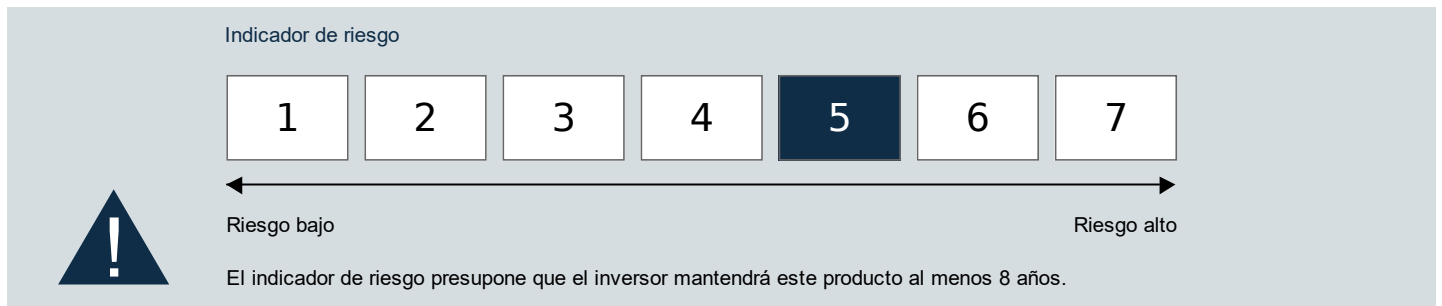 Indicador de riesgo
1 2 3 4 5 6 7
Riesgo bajo Riesgo alto
!
El indicador de riesgo presupone que el inversor mantendrá este producto al menos 8 años.